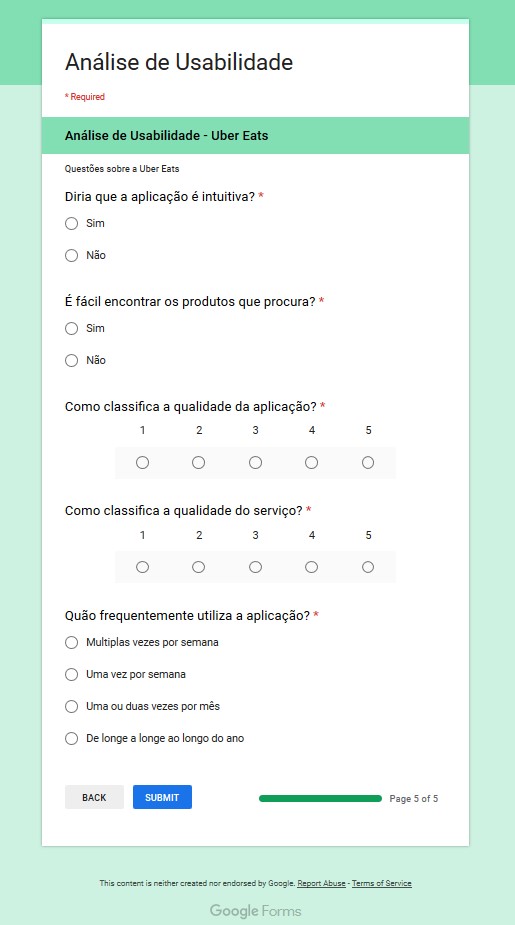 Análise de Usabilidade
* Required
Análise de Usabilidade - Uber Eats
Questões sobre a Uber Eats
Diria que a aplicação é intuitiva? *
Sim
Não
É fácil encontrar os produtos que procura? *
Sim
Não
Como classifica a qualidade da aplicação? *
1 2 3 4 5
Como classifica a qualidade do serviço? *
1 2 3 4 5
Quão frequentemente utiliza a aplicação? *
Multiplas vezes por semana
Uma vez por semana
Uma ou duas vezes por mês
De longe a longe ao longo do ano
BACK SUBMIT Page 5 of 5
This content is neither created nor endorsed by Google. Report Abuse - Terms of Service
Google Forms